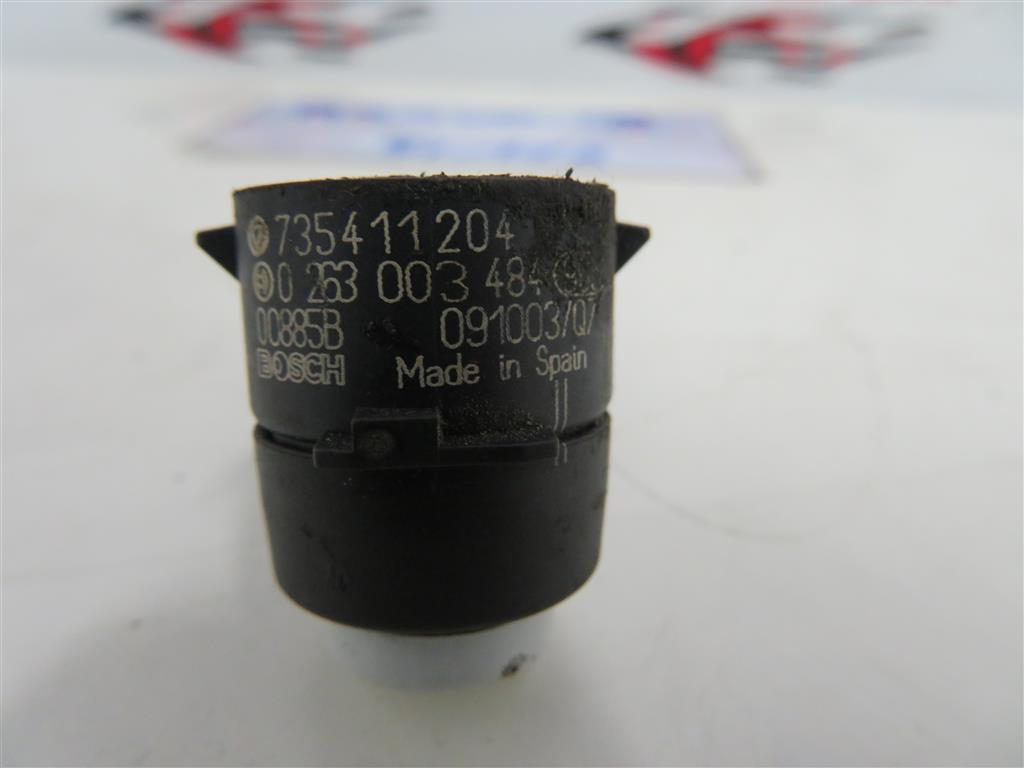 735411204
0 263 003 484
00885B 091003/Q7
BOSCH Made in Spain